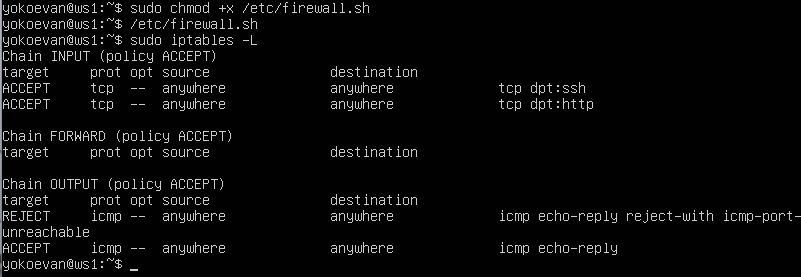 yokoevan@ws1:~$ sudo chmod +x /etc/firewall.sh
yokoevan@ws1:~$ /etc/firewall.sh
yokoevan@ws1:~$ sudo iptables -L
Chain INPUT (policy ACCEPT)
target     prot opt source               destination
ACCEPT     tcp  --  anywhere             anywhere             tcp dpt:ssh
ACCEPT     tcp  --  anywhere             anywhere             tcp dpt:http

Chain FORWARD (policy ACCEPT)
target     prot opt source               destination

Chain OUTPUT (policy ACCEPT)
target     prot opt source               destination
REJECT     icmp --  anywhere             anywhere             icmp echo-reply reject-with icmp-port-
unreachable
ACCEPT     icmp --  anywhere             anywhere             icmp echo-reply
yokoevan@ws1:~$ _